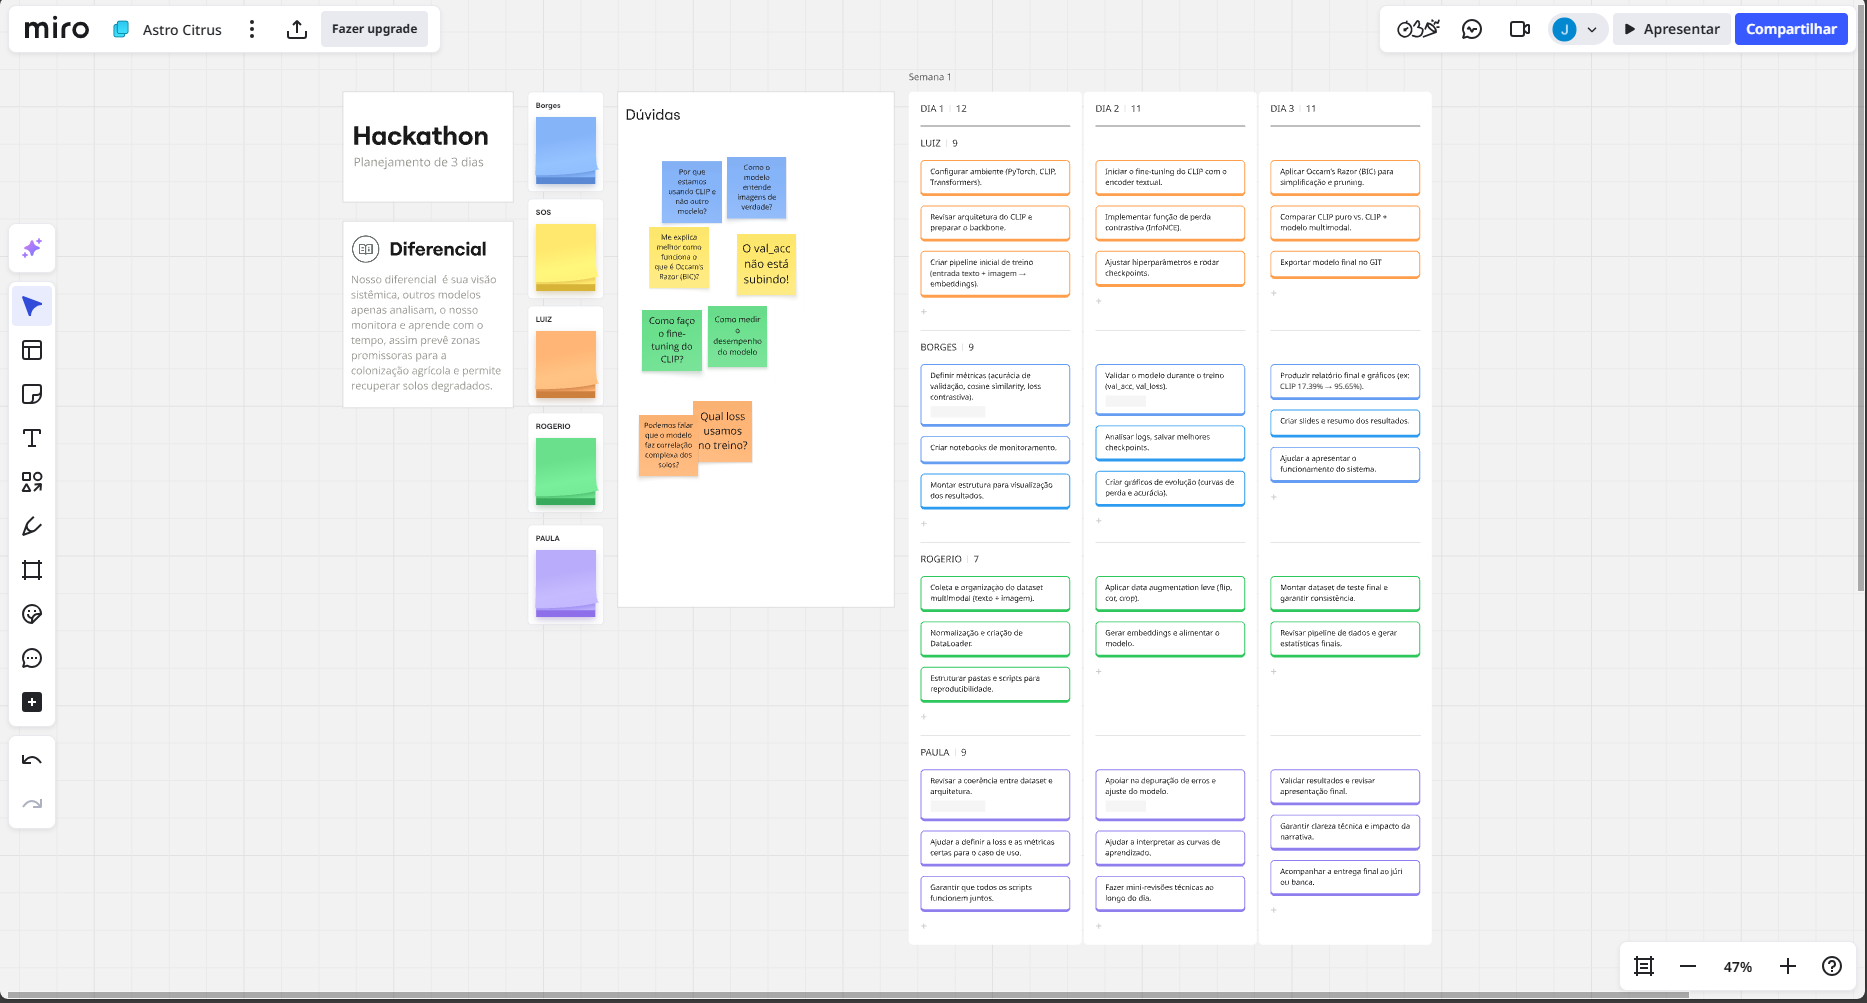 miro
Astro Citrus
Fazer upgrade
J
Apresentar
Compartilhar
Hackathon
Planejamento de 3 dias
Diferencial
Nosso diferencial é sua visão
sistêmica, outros modelos
apenas analisam, o nosso
monitora e aprende com o
tempo, assim prevê zonas
promissoras para a
colonização agrícola e permite
recuperar solos degradados.
Borges
SOS
LUIZ
ROGERIO
PAULA
Dúvidas
Por que
estamos
usando CLIP e
não outro
modelo?
Como o
modelo
entende
imagens de
verdade?
Me explica
melhor como
funciona o
que é Occam's
Razor (BIC)?
O val_acc
não está
subindo!
Como faço
o fine-
tuning do
CLIP?
Como medir
o
desempenho
do modelo
Podemos falar
que o modelo
faz correlação
complexa dos
solos?
Qual loss
usamos
no treino?
Semana 1
DIA 1 | 12
DIA 2 | 11
DIA 3 | 11
LUIZ | 9
Configurar ambiente (PyTorch, CLIP,
Transformers).
Revisar arquitetura do CLIP e
preparar o backbone.
Criar pipeline inicial de treino
(entrada texto + imagem →
embeddings).
+
Iniciar o fine-tuning do CLIP com o
encoder textual.
Implementar função de perda
contrastiva (InfoNCE).
Ajustar hiperparâmetros e rodar
checkpoints.
+
Aplicar Occam's Razor (BIC) para
simplificação e pruning.
Comparar CLIP puro vs. CLIP +
modelo multimodal.
Exportar modelo final no GIT
+
BORGES | 9
Definir métricas (acurácia de
validação, cosine similarity, loss
contrastiva).
Criar notebooks de monitoramento.
Montar estrutura para visualização
dos resultados.
+
Validar o modelo durante o treino
(val_acc, val_loss).
Analisar logs, salvar melhores
checkpoints.
Criar gráficos de evolução (curvas de
perda e acurácia).
+
Produzir relatório final e gráficos (ex:
CLIP 17.39% → 95.65%).
Criar slides e resumo dos resultados.
Ajudar a apresentar o
funcionamento do sistema.
+
ROGERIO | 7
Coleta e organização do dataset
multimodal (texto + imagem).
Normalização e criação de
DataLoader.
Estruturar pastas e scripts para
reprodutibilidade.
+
Aplicar data augmentation leve (flip,
cor, crop).
Gerar embeddings e alimentar o
modelo.
+
Montar dataset de teste final e
garantir consistência.
Revisar pipeline de dados e gerar
estatísticas finais.
+
PAULA | 9
Revisar a coerência entre dataset e
arquitetura.
Ajudar a definir a loss e as métricas
certas para o caso de uso.
Garantir que todos os scripts
funcionem juntos.
+
Apoiar na depuração de erros e
ajuste do modelo.
Ajudar a interpretar as curvas de
aprendizado.
Fazer mini-revisões técnicas ao
longo do dia.
+
Validar resultados e revisar
apresentação final.
Garantir clareza técnica e impacto da
narrativa.
Acompanhar a entrega final ao júri
ou banca.
+
47%